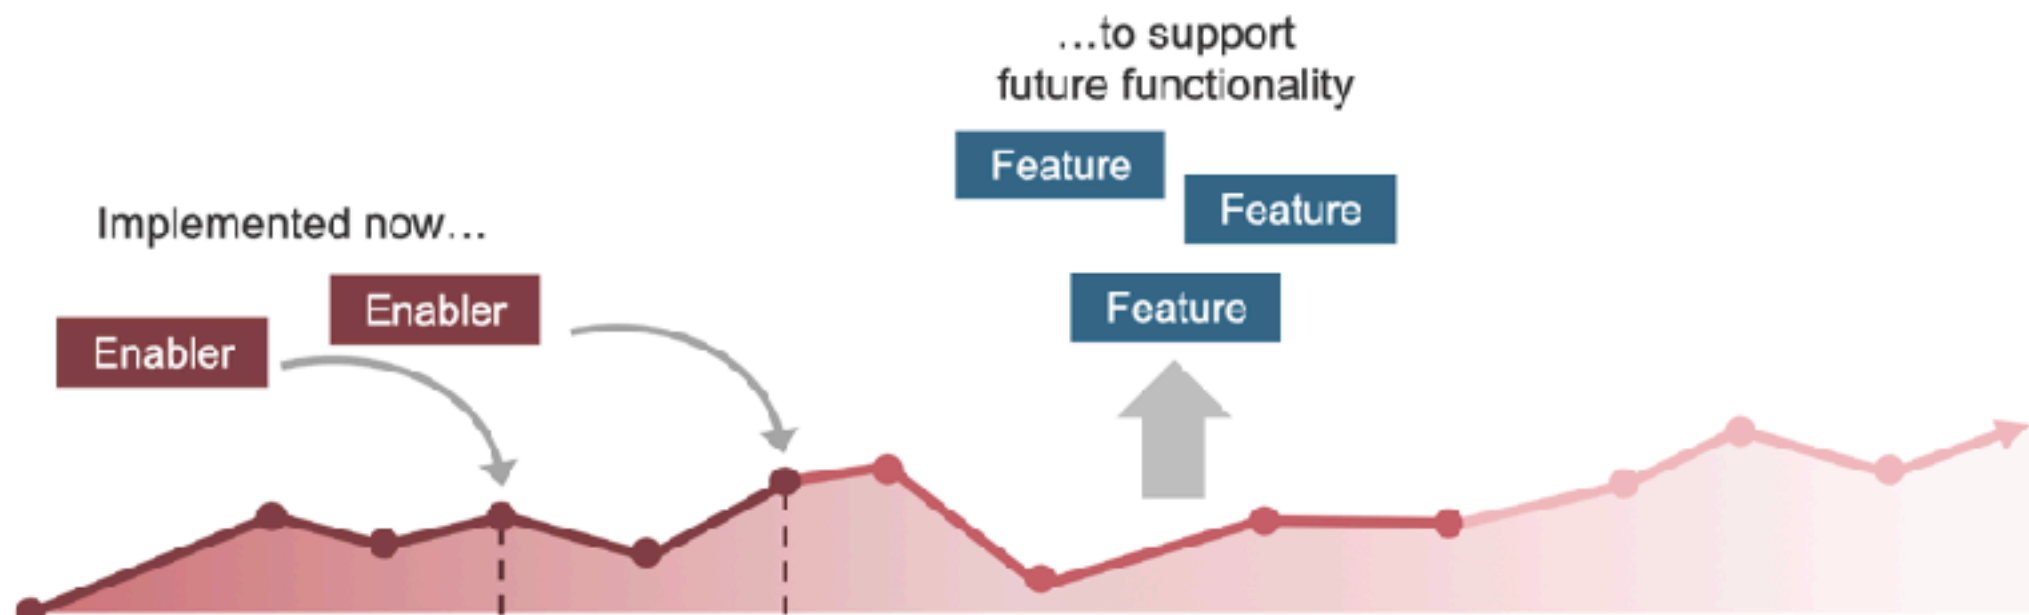 …to support
future functionality
Feature
Feature
Implemented now…
Enabler
Feature
Enabler